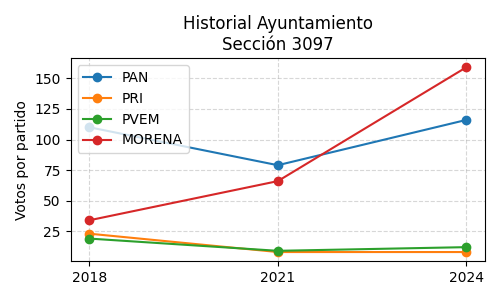 Historial Ayuntamiento
Sección 3097
Votos por partido
150
125
100
75
50
25
PAN
PRI
PVEM
MORENA
2018
2021
2024